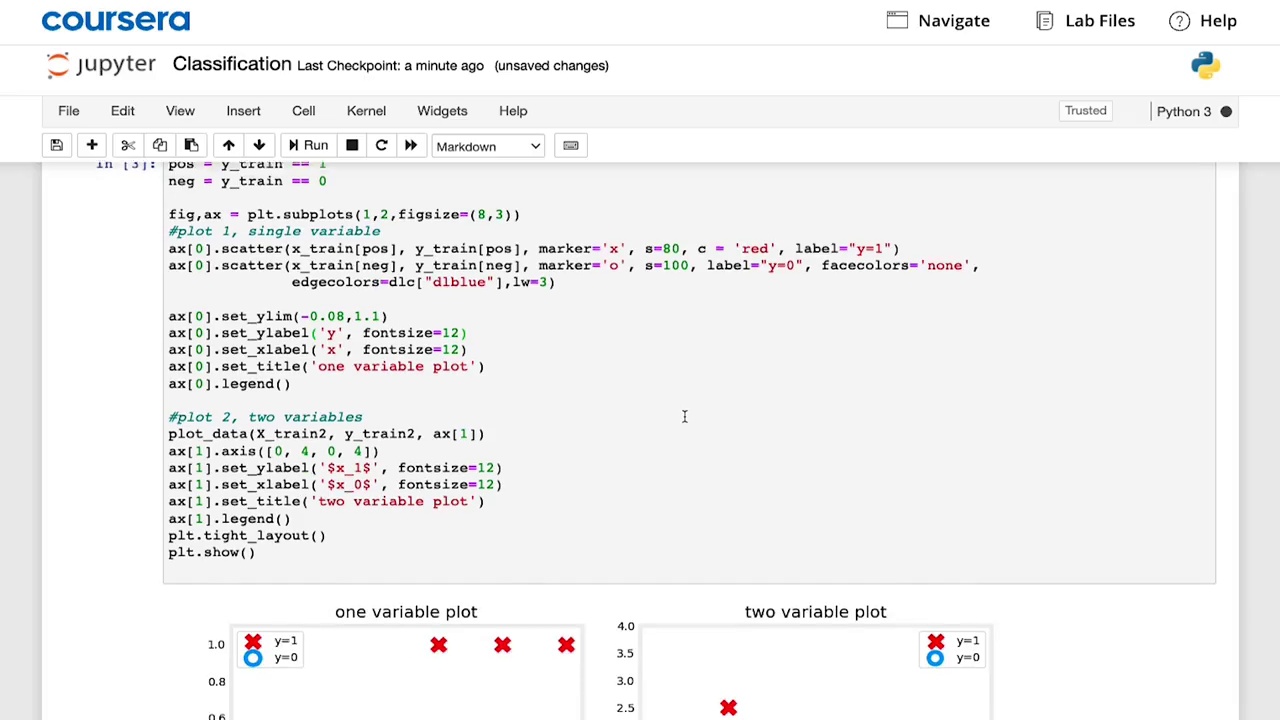 coursera
Navigate
Lab Files
Help
jupyter
Classification Last Checkpoint: a minute ago (unsaved changes)
File Edit View Insert Cell Kernel Widgets Help
Trusted
Python 3
Run
Markdown
In [3]: pos = y_train == 1
neg = y_train == 0
fig,ax = plt.subplots(1,2,figsize=(8,3))
#plot 1, single variable
ax[0].scatter(x_train[pos], y_train[pos], marker='x', s=80, c = 'red', label="y=1")
ax[0].scatter(x_train[neg], y_train[neg], marker='o', s=100, label="y=0", facecolors='none',
edgecolors=dlc["dlblue"],lw=3)
ax[0].set_ylim(-0.08,1.1)
ax[0].set_ylabel('y', fontsize=12)
ax[0].set_xlabel('x', fontsize=12)
ax[0].set_title('one variable plot')
ax[0].legend()
#plot 2, two variables
plot_data(X_train2, y_train2, ax[1])
ax[1].axis([0, 4, 0, 4])
ax[1].set_ylabel('$x_1$', fontsize=12)
ax[1].set_xlabel('$x_0$', fontsize=12)
ax[1].set_title('two variable plot')
ax[1].legend()
plt.tight_layout()
plt.show()
one variable plot
y=1
y=0
1.0
0.8
0.6
two variable plot
y=1
y=0
4.0
3.5
3.0
2.5